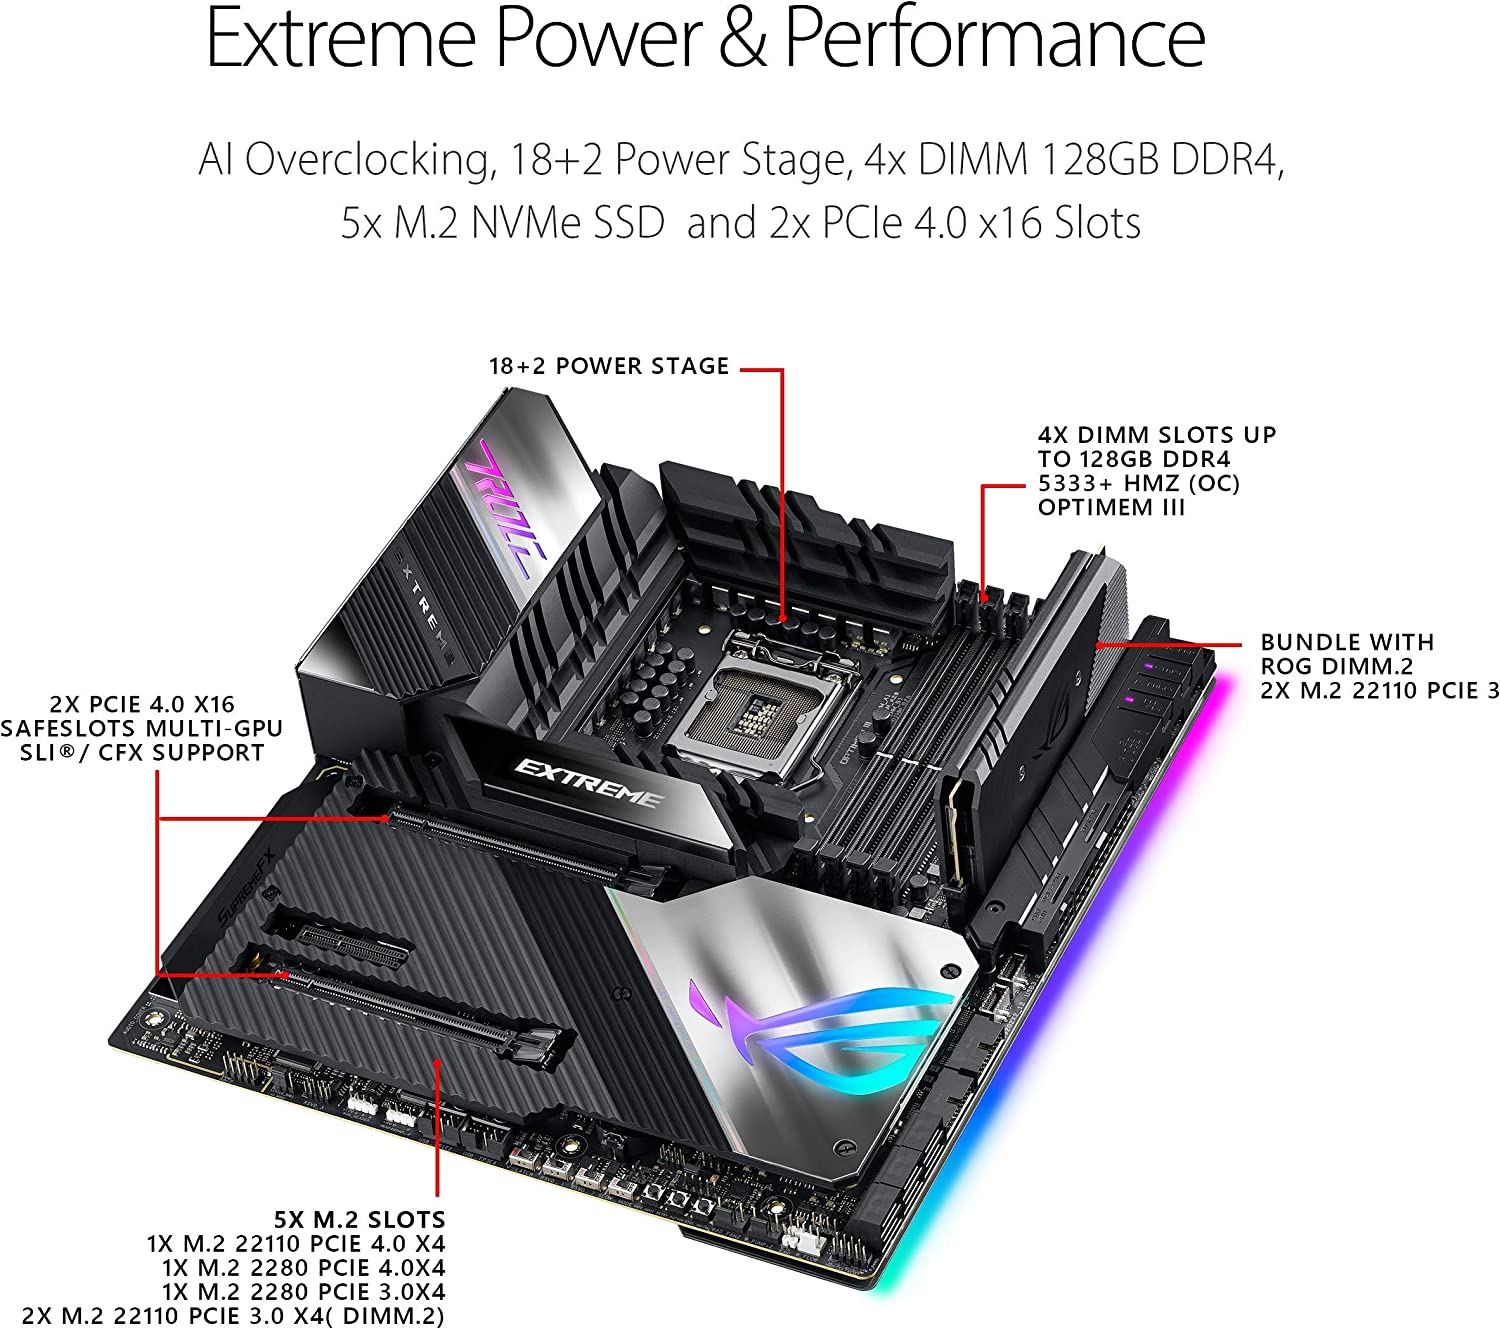 Extreme Power & Performance
AI Overclocking, 18+2 Power Stage, 4x DIMM 128GB DDR4,
5x M.2 NVMe SSD and 2x PCIe 4.0 x16 Slots
18+2 POWER STAGE
4X DIMM SLOTS UP
TO 128GB DDR4
5333+ HMZ (OC)
OPTIMEM III
BUNDLE WITH
ROG DIMM.2
2X M.2 22110 PCIE 3
2X PCIE 4.0 X16
SAFESLOTS MULTI-GPU
SLI®/ CFX SUPPORT
EXTREME
EXTREME
SUPREMEFX
5X M.2 SLOTS
1X M.2 22110 PCIE 4.0 X4
1X M.2 2280 PCIE 4.0X4
1X M.2 2280 PCIE 3.0X4
2X M.2 22110 PCIE 3.0 X4( DIMM.2)